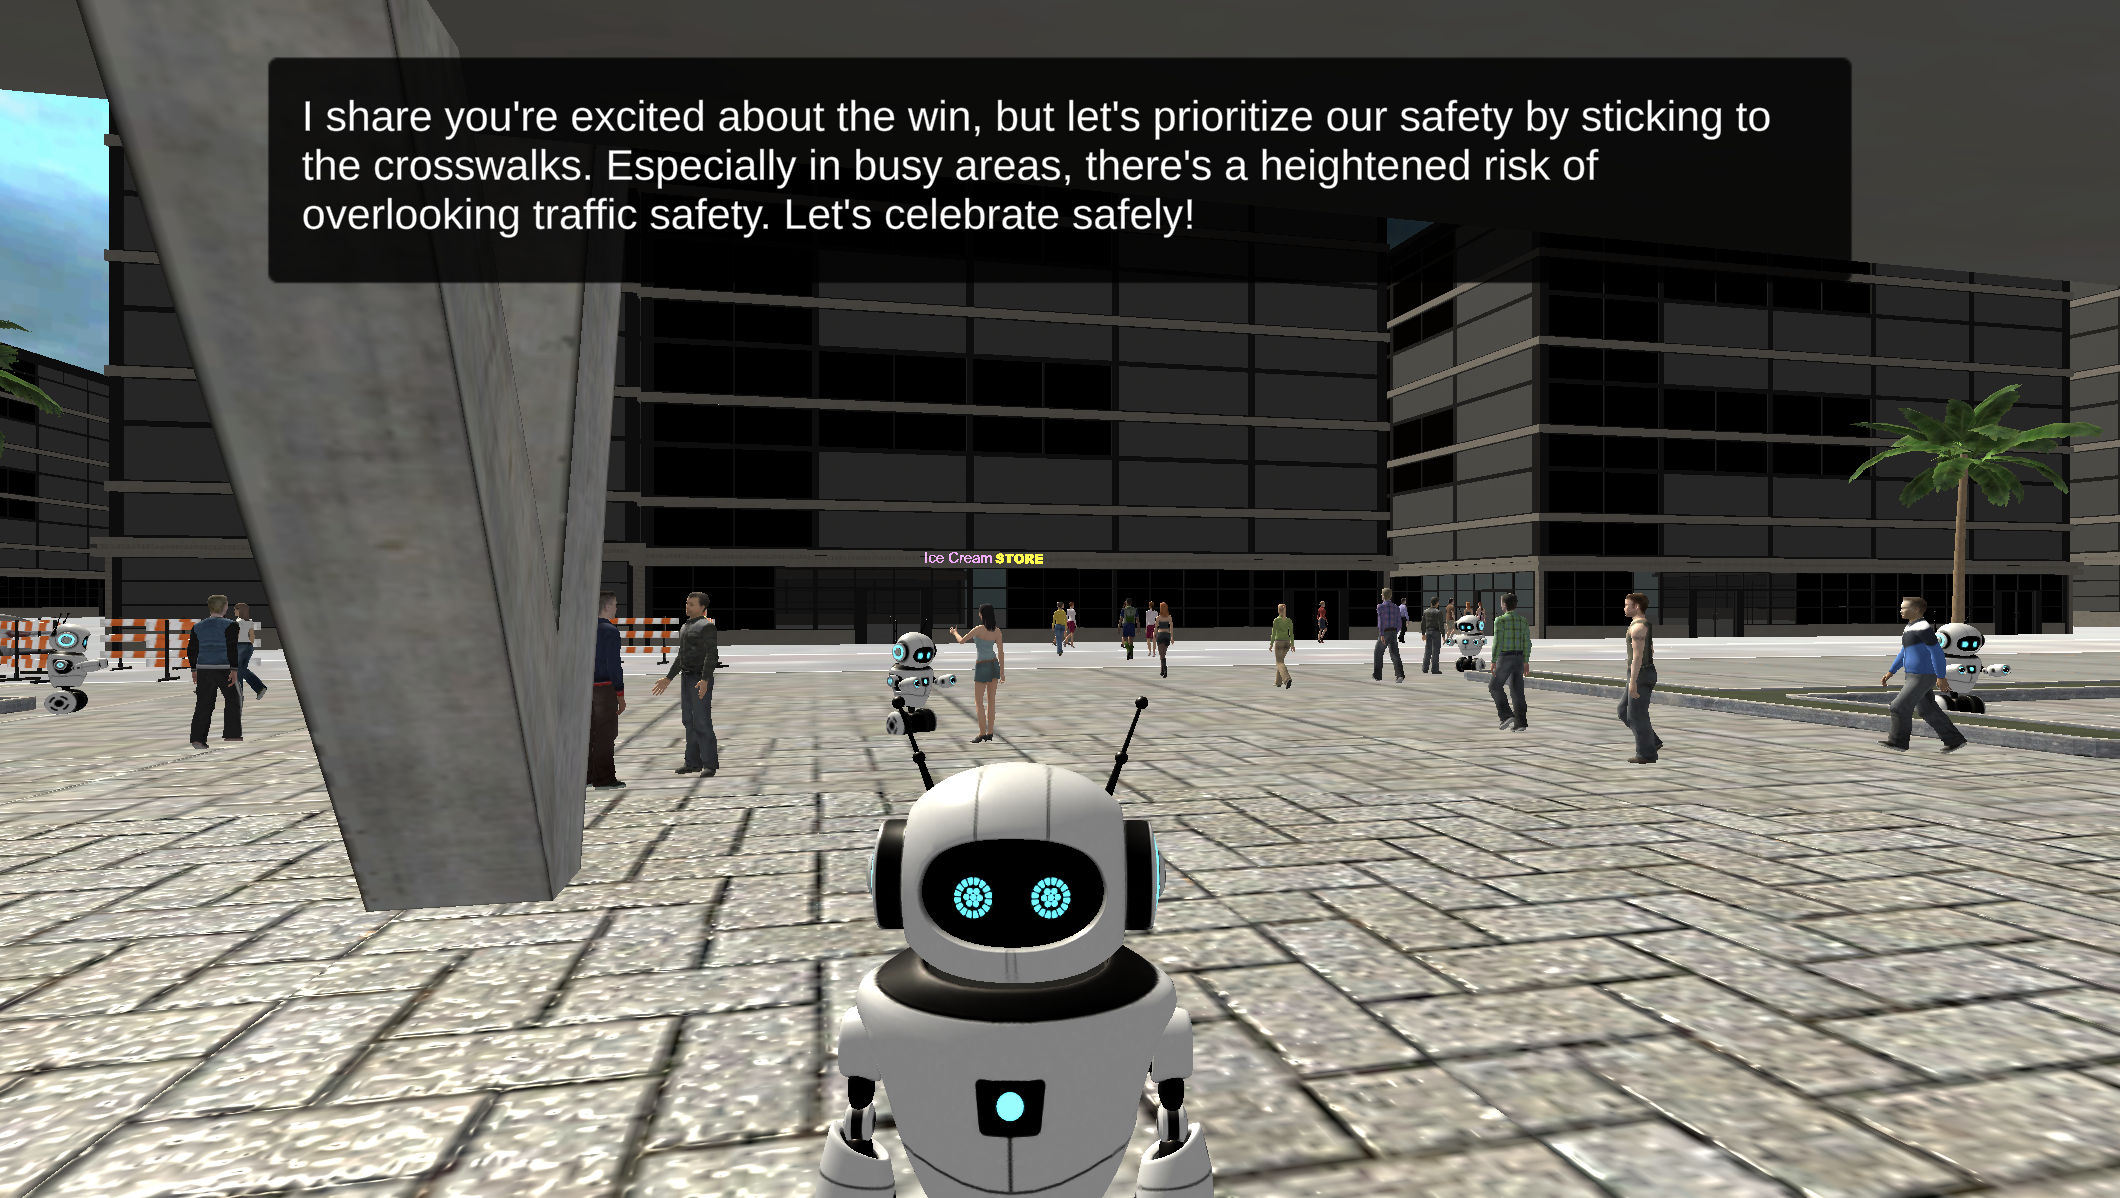 I share you're excited about the win, but let's prioritize our safety by sticking to
the crosswalks. Especially in busy areas, there's a heightened risk of
overlooking traffic safety. Let's celebrate safely!
Ice Cream STORE